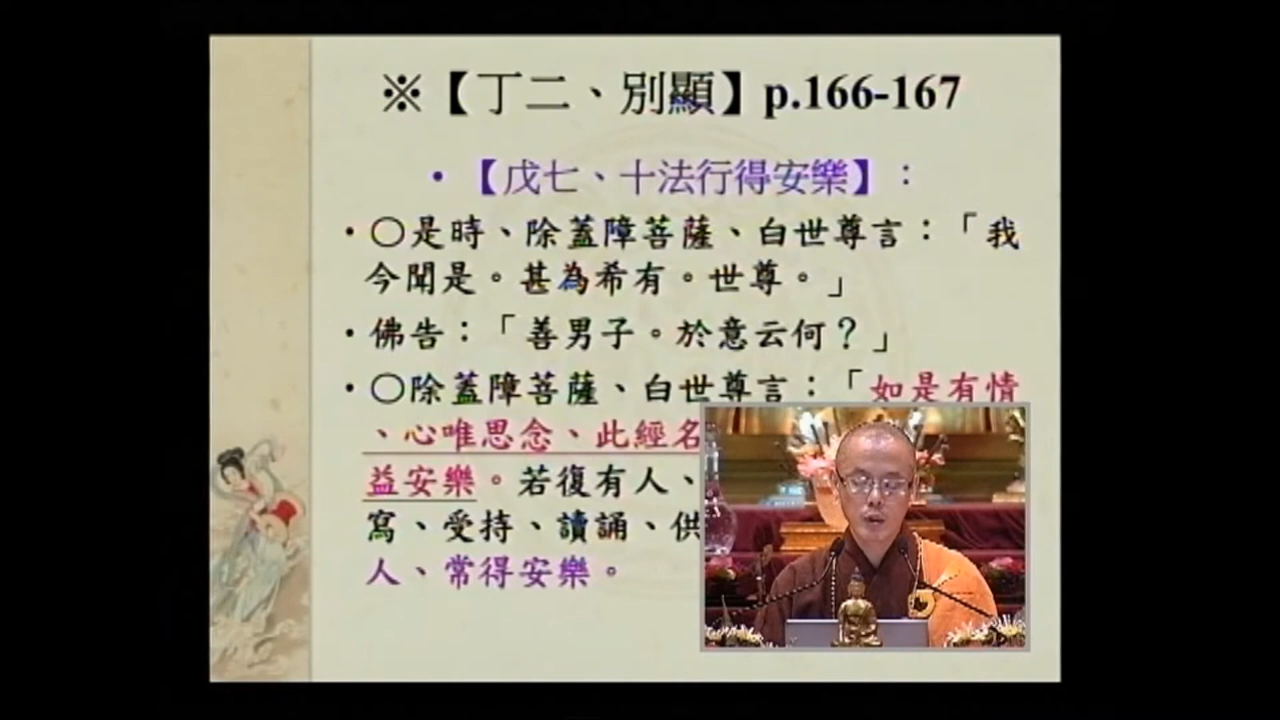 ※【丁二、別顯】p.166-167
•【戊七、十法行得安樂】：
•○是時、除蓋障菩薩、白世尊言：「我
今聞是。甚為希有。世尊。」
•佛告：「善男子。於意云何？」
•○除蓋障菩薩、白世尊言：「如是有情
、心唯思念、此經名
益安樂。若復有人、
寫、受持、讀誦、供
人、常得安樂。